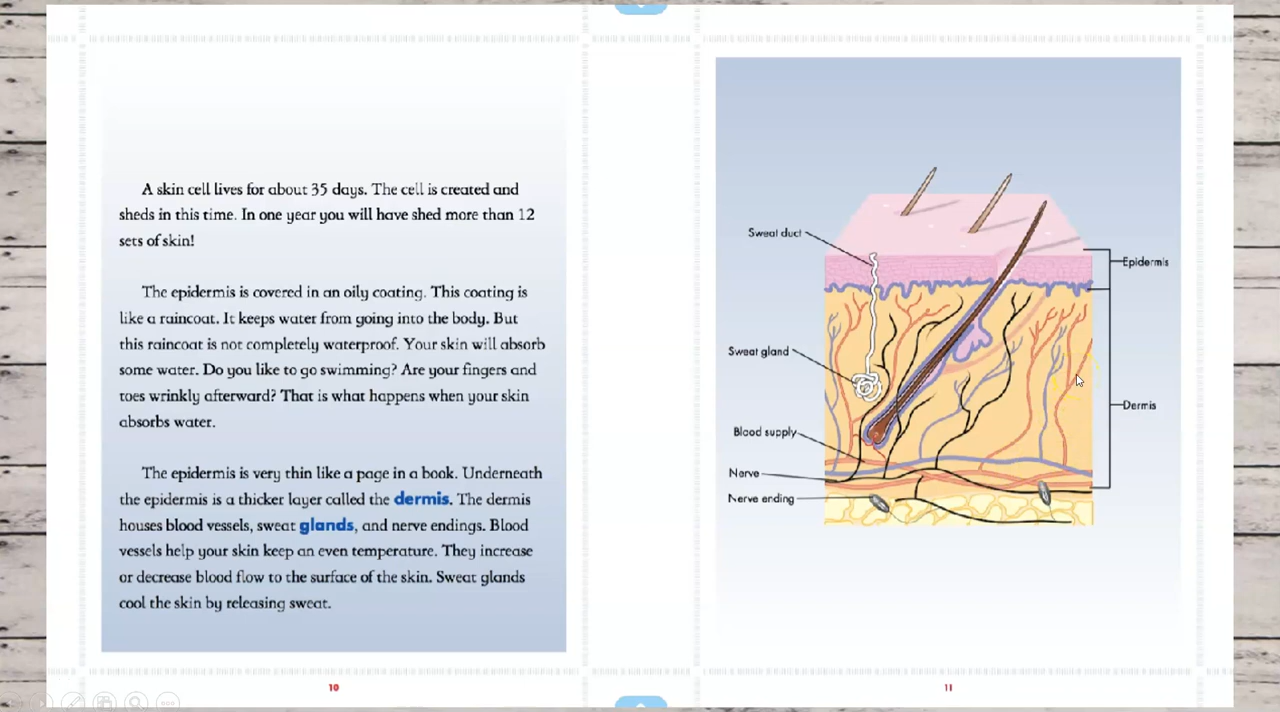 A skin cell lives for about 35 days. The cell is created and
sheds in this time. In one year you will have shed more than 12
sets of skin!
The epidermis is covered in an oily coating. This coating is
like a raincoat. It keeps water from going into the body. But
this raincoat is not completely waterproof. Your skin will absorb
some water. Do you like to go swimming? Are your fingers and
toes wrinkly afterward? That is what happens when your skin
absorbs water.
The epidermis is very thin like a page in a book. Underneath
the epidermis is a thicker layer called the dermis. The dermis
houses blood vessels, sweat glands, and nerve endings. Blood
vessels help your skin keep an even temperature. They increase
or decrease blood flow to the surface of the skin. Sweat glands
cool the skin by releasing sweat.
10
Sweat duct
Epidermis
Sweat gland
Dermis
Blood supply
Nerve
Nerve ending
11